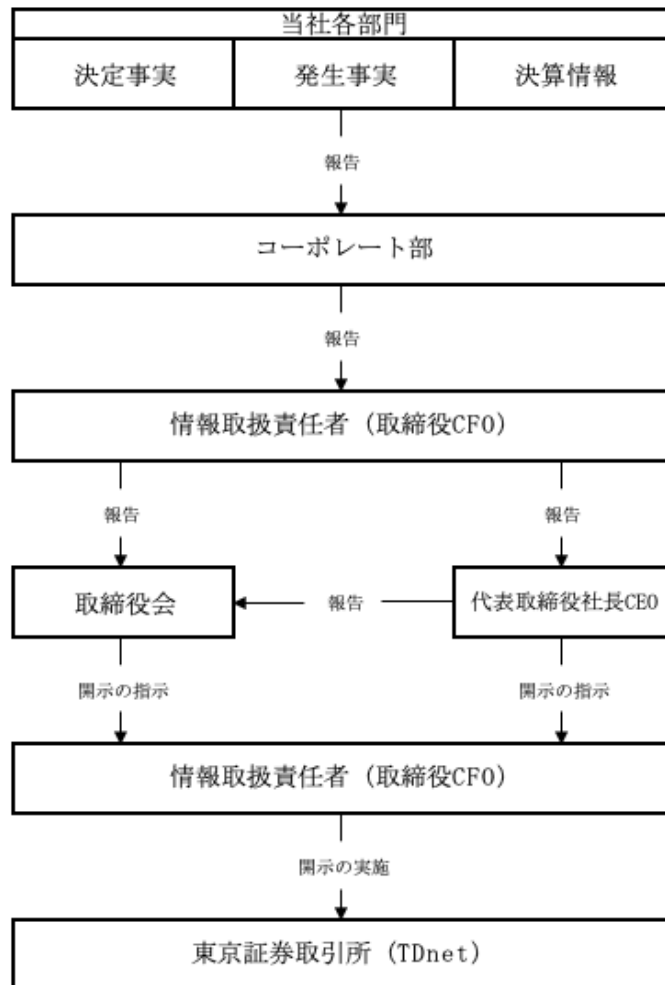 当社各部門
決定事実
発生事実
決算情報
報告
コーポレート部
報告
情報取扱責任者（取締役CFO）
報告
報告
取締役会
報告
代表取締役社長CEO
開示の指示
開示の指示
情報取扱責任者（取締役CFO）
開示の実施
東京証券取引所（TDnet）